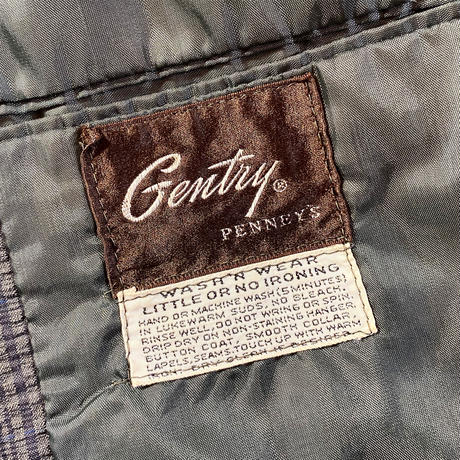 Gentry®
PENNEY'S
WASH 'N WEAR
LITTLE OR NO IRONING
HAND OR MACHINE WASH (5 MINUTES)
IN LUKEWARM SUDS. NO BLEACH.
RINSE WELL. DO NOT WRING OR SPIN.
DRIP DRY ON NON STAINING HANGER.
BUTTON COAT, SMOOTH COLLAR
LAPELS, SEAMS. TOUCH UP WITH WARM